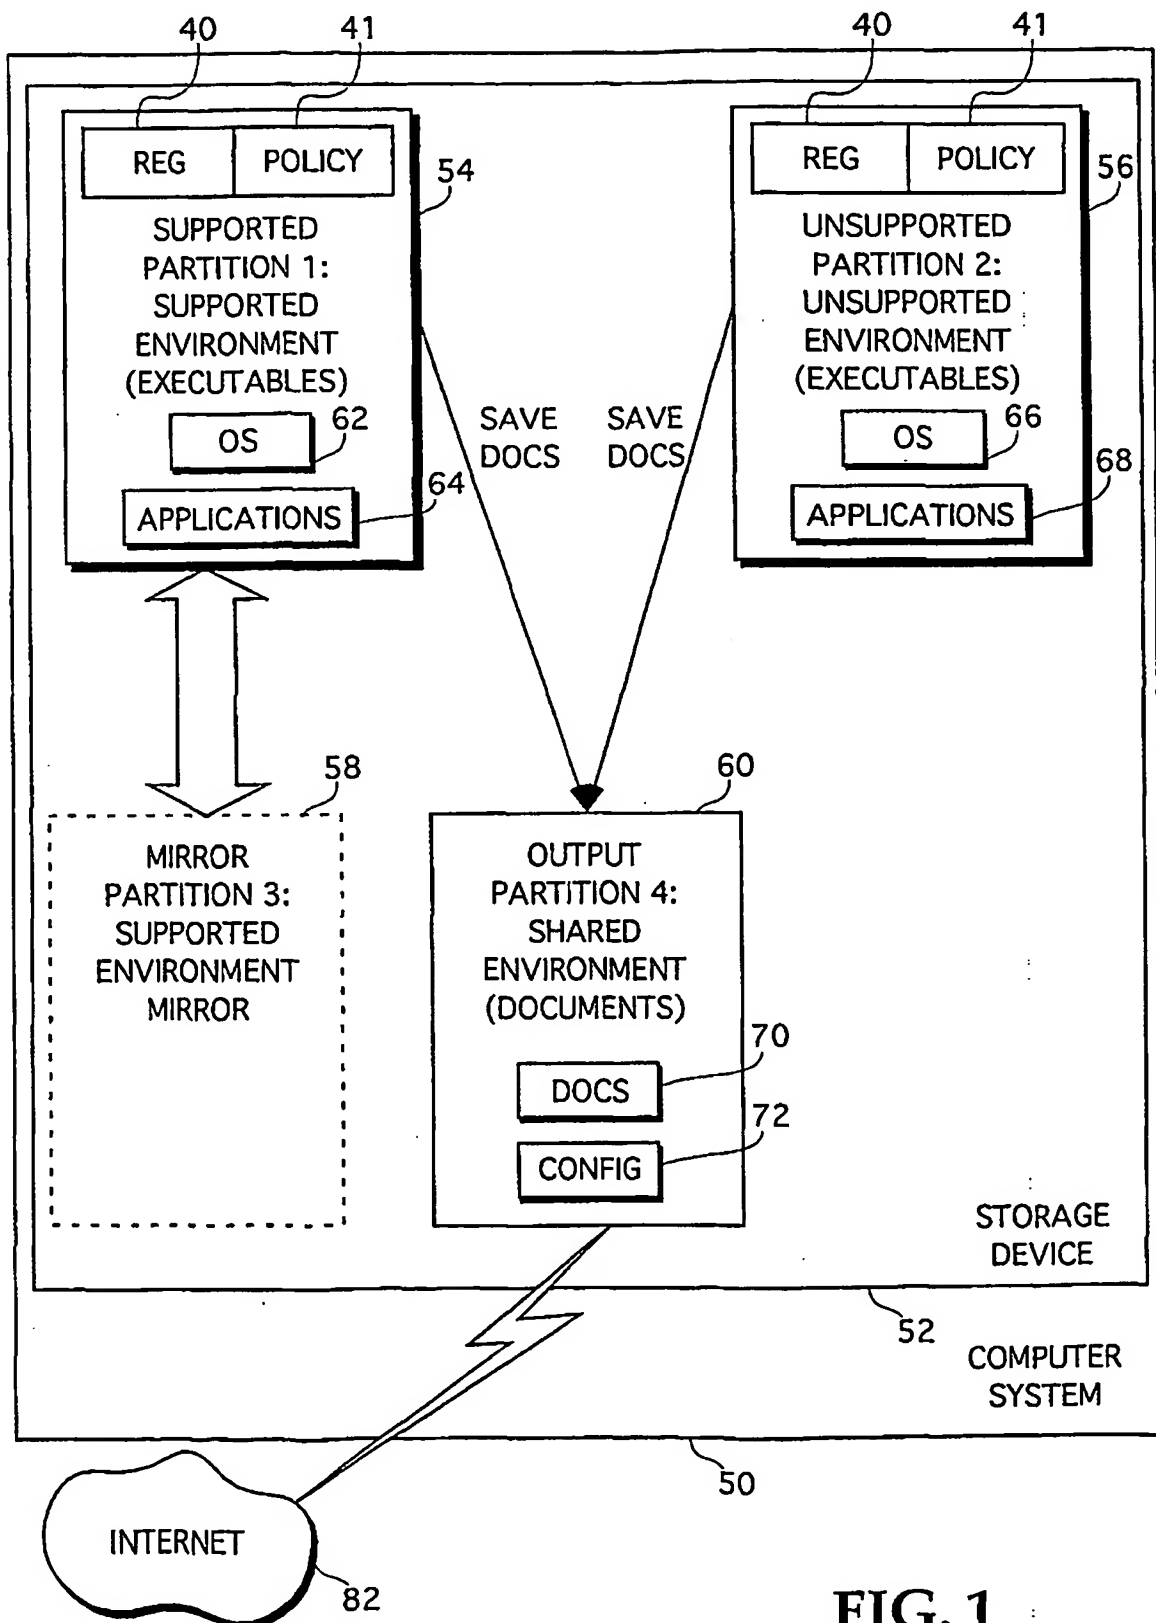 40
41
40
41
REG
POLICY
REG
POLICY
54
56
SUPPORTED
PARTITION 1:
SUPPORTED
ENVIRONMENT
(EXECUTABLES)
UNSUPPORTED
PARTITION 2:
UNSUPPORTED
ENVIRONMENT
(EXECUTABLES)
OS
62
SAVE
DOCS
SAVE
DOCS
OS
66
APPLICATIONS
64
APPLICATIONS
68
58
60
MIRROR
PARTITION 3:
SUPPORTED
ENVIRONMENT
MIRROR
OUTPUT
PARTITION 4:
SHARED
ENVIRONMENT
(DOCUMENTS)
DOCS
70
CONFIG
72
STORAGE
DEVICE
52
COMPUTER
SYSTEM
50
INTERNET
82
FIG. 1